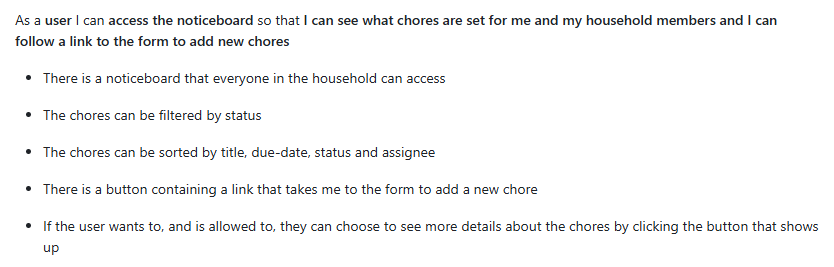 As a user I can access the noticeboard so that I can see what chores are set for me and my household members and I can
follow a link to the form to add new chores
• There is a noticeboard that everyone in the household can access
• The chores can be filtered by status
• The chores can be sorted by title, due-date, status and assignee
• There is a button containing a link that takes me to the form to add a new chore
• If the user wants to, and is allowed to, they can choose to see more details about the chores by clicking the button that shows
up